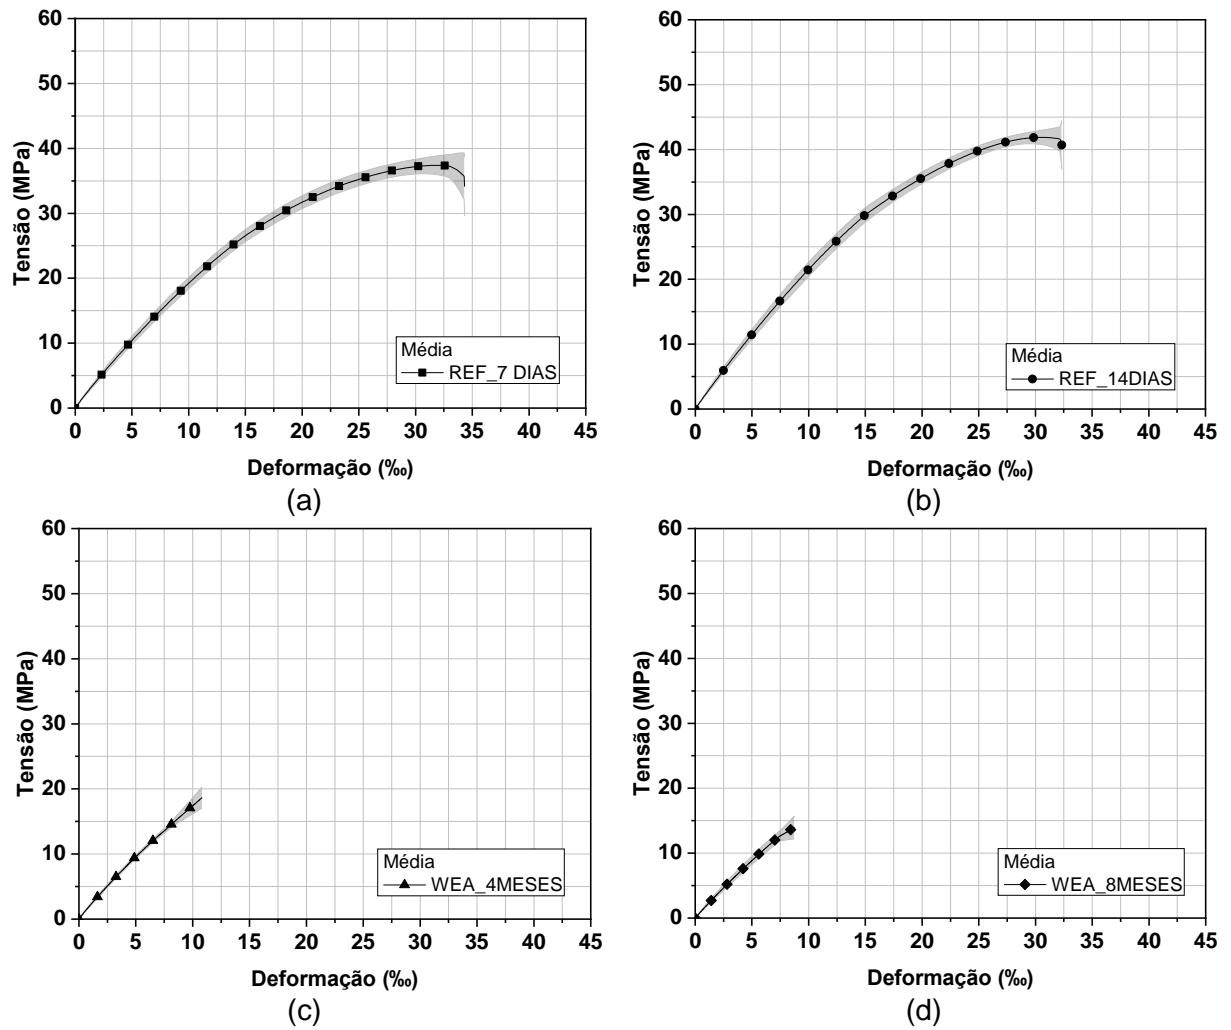 60
50
40
30
20
10
0
Tensão (MPa)
Média
REF_7 DIAS
0 5 10 15 20 25 30 35 40 45
Deformação (‰)
(a)
60
50
40
30
20
10
0
Tensão (MPa)
Média
REF_14DIAS
0 5 10 15 20 25 30 35 40 45
Deformação (‰)
(b)
60
50
40
30
20
10
0
Tensão (MPa)
Média
WEA_4MESES
0 5 10 15 20 25 30 35 40 45
Deformação (‰)
(c)
60
50
40
30
20
10
0
Tensão (MPa)
Média
WEA_8MESES
0 5 10 15 20 25 30 35 40 45
Deformação (‰)
(d)